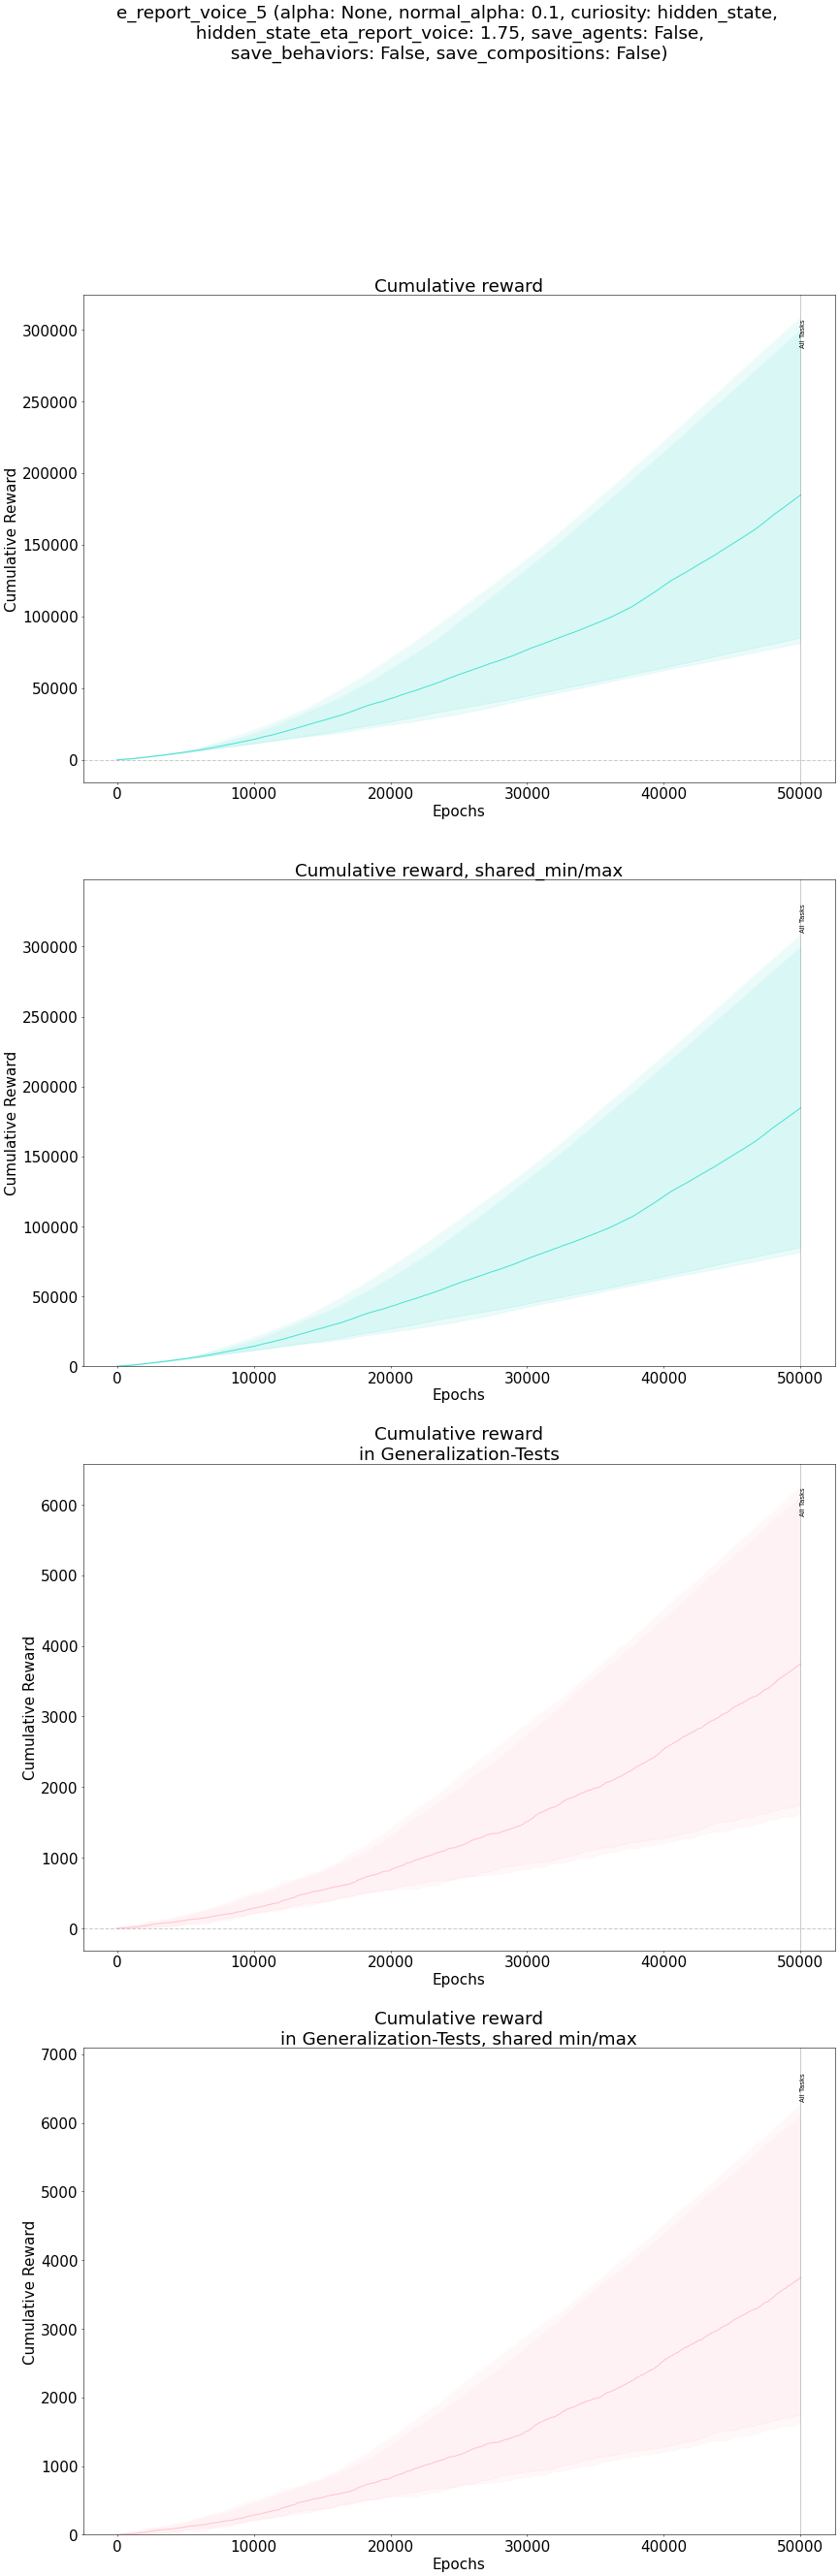 e_report_voice_5 (alpha: None, normal_alpha: 0.1, curiosity: hidden_state,
hidden_state_eta_report_voice: 1.75, save_agents: False,
save_behaviors: False, save_compositions: False)
Cumulative reward
300000
250000
200000
150000
100000
50000
0
Cumulative Reward
All Tasks
0 10000 20000 30000 40000 50000
Epochs
Cumulative reward, shared_min/max
300000
250000
200000
150000
100000
50000
0
Cumulative Reward
All Tasks
0 10000 20000 30000 40000 50000
Epochs
Cumulative reward
in Generalization-Tests
6000
5000
4000
3000
2000
1000
0
Cumulative Reward
All Tasks
0 10000 20000 30000 40000 50000
Epochs
Cumulative reward
in Generalization-Tests, shared min/max
7000
6000
5000
4000
3000
2000
1000
0
Cumulative Reward
All Tasks
0 10000 20000 30000 40000 50000
Epochs